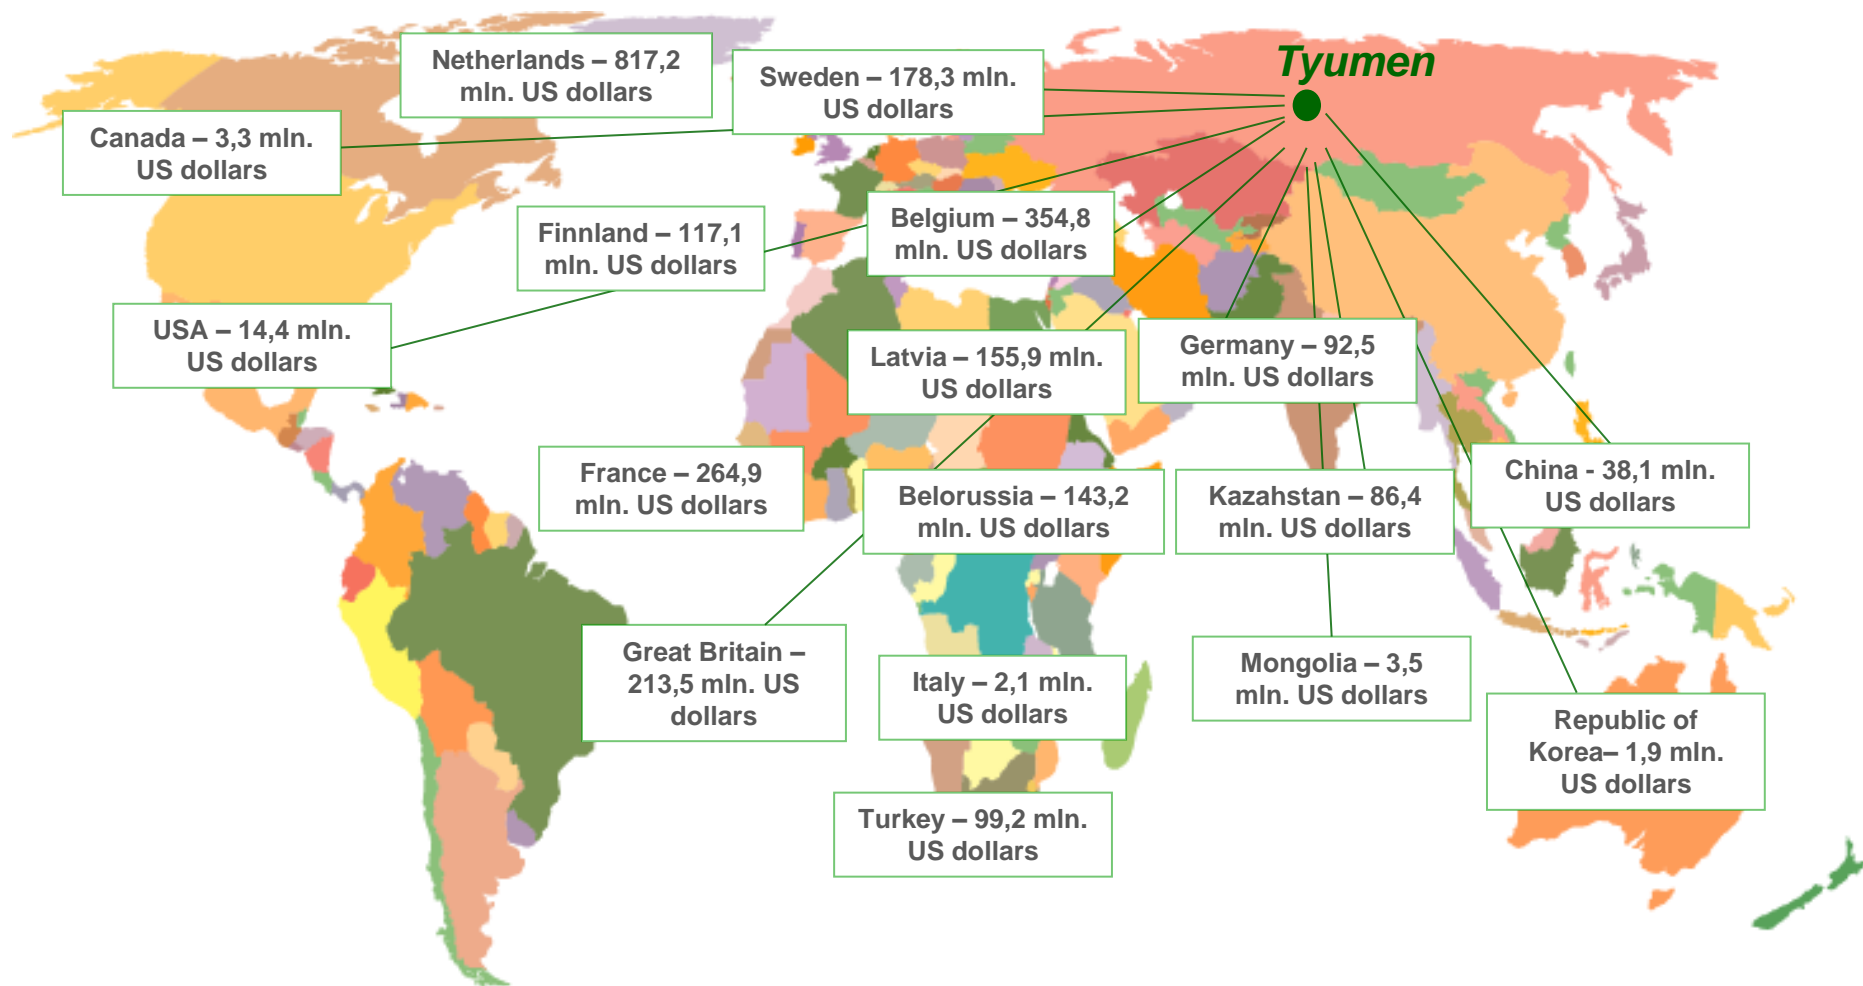 Tyumen
Netherlands – 817,2
mln. US dollars
Sweden – 178,3 mln.
US dollars
Canada – 3,3 mln.
US dollars
Finnland – 117,1
mln. US dollars
Belgium – 354,8
mln. US dollars
USA – 14,4 mln.
US dollars
Latvia – 155,9 mln.
US dollars
Germany – 92,5
mln. US dollars
France – 264,9
mln. US dollars
Belorussia – 143,2
mln. US dollars
Kazahstan – 86,4
mln. US dollars
China - 38,1 mln.
US dollars
Great Britain –
213,5 mln. US
dollars
Italy – 2,1 mln.
US dollars
Mongolia – 3,5
mln. US dollars
Republic of
Korea– 1,9 mln.
US dollars
Turkey – 99,2 mln.
US dollars